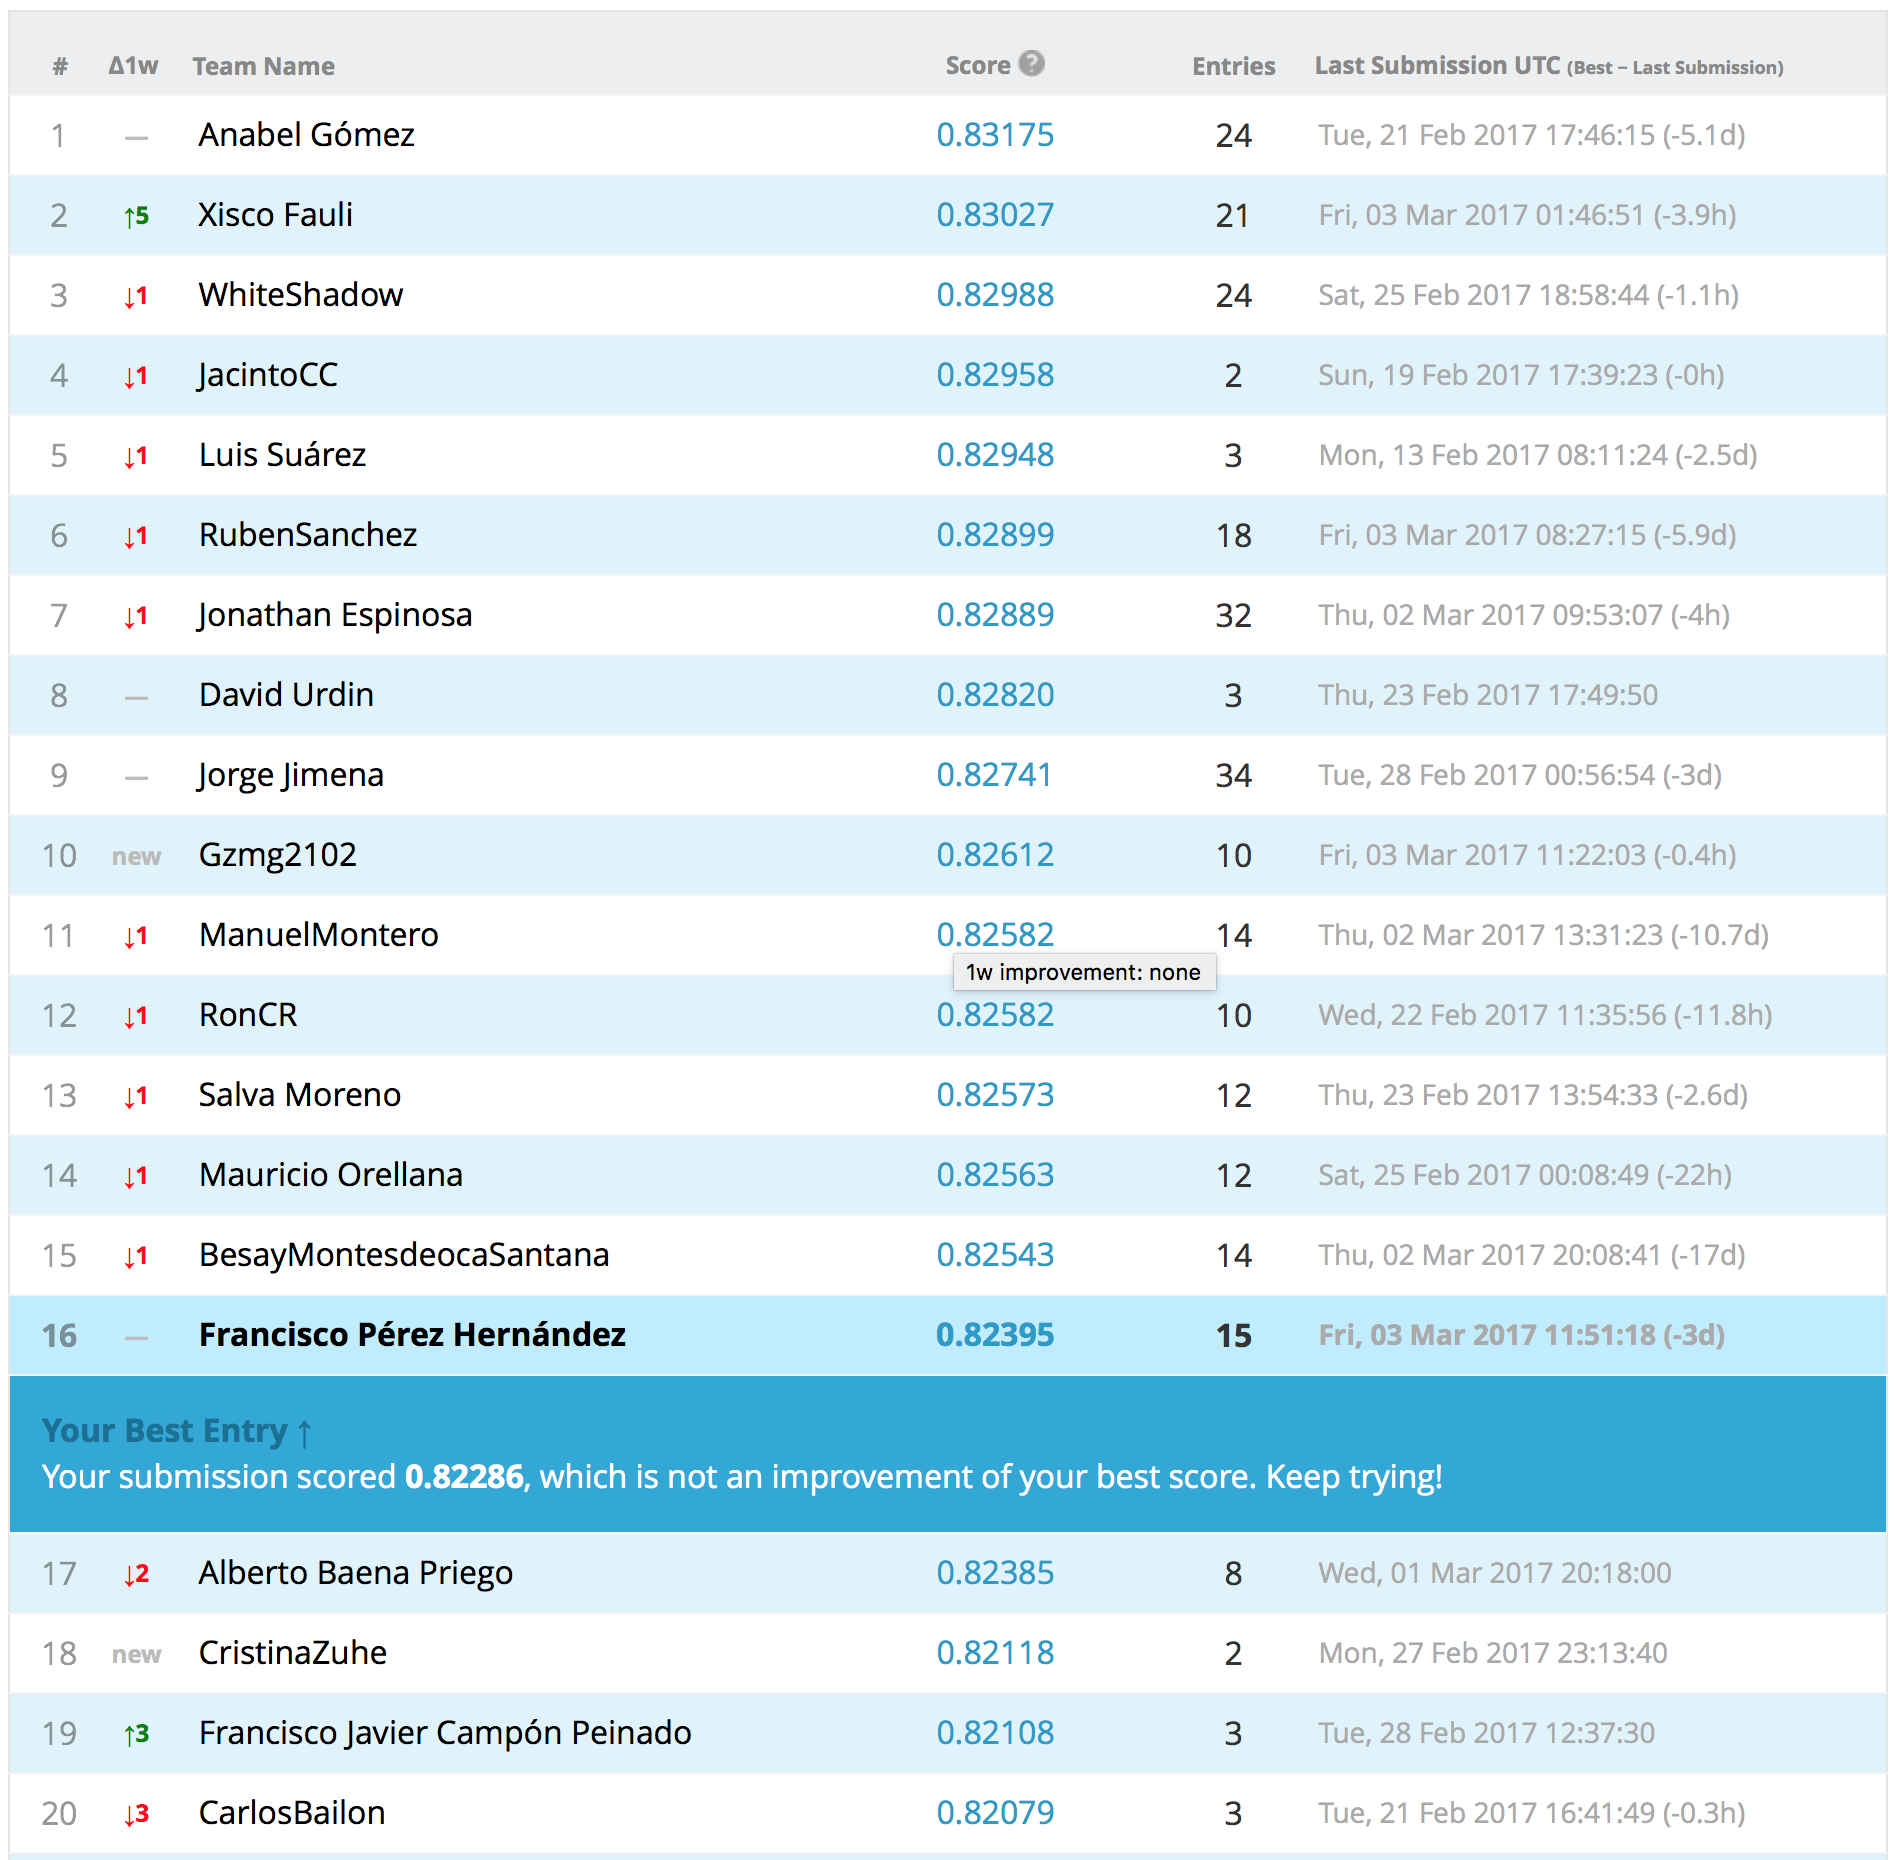 # Δ1w Team Name Score ? Entries Last Submission UTC (Best − Last Submission)
1 — Anabel Gómez 0.83175 24 Tue, 21 Feb 2017 17:46:15 (-5.1d)
2 ↑5 Xisco Fauli 0.83027 21 Fri, 03 Mar 2017 01:46:51 (-3.9h)
3 ↓1 WhiteShadow 0.82988 24 Sat, 25 Feb 2017 18:58:44 (-1.1h)
4 ↓1 JacintoCC 0.82958 2 Sun, 19 Feb 2017 17:39:23 (-0h)
5 ↓1 Luis Suárez 0.82948 3 Mon, 13 Feb 2017 08:11:24 (-2.5d)
6 ↓1 RubenSanchez 0.82899 18 Fri, 03 Mar 2017 08:27:15 (-5.9d)
7 ↓1 Jonathan Espinosa 0.82889 32 Thu, 02 Mar 2017 09:53:07 (-4h)
8 — David Urdin 0.82820 3 Thu, 23 Feb 2017 17:49:50
9 — Jorge Jimena 0.82741 34 Tue, 28 Feb 2017 00:56:54 (-3d)
10 new Gzmg2102 0.82612 10 Fri, 03 Mar 2017 11:22:03 (-0.4h)
11 ↓1 ManuelMontero 0.82582 14 Thu, 02 Mar 2017 13:31:23 (-10.7d)
1w improvement: none
12 ↓1 RonCR 0.82582 10 Wed, 22 Feb 2017 11:35:56 (-11.8h)
13 ↓1 Salva Moreno 0.82573 12 Thu, 23 Feb 2017 13:54:33 (-2.6d)
14 ↓1 Mauricio Orellana 0.82563 12 Sat, 25 Feb 2017 00:08:49 (-22h)
15 ↓1 BesayMontesdeocaSantana 0.82543 14 Thu, 02 Mar 2017 20:08:41 (-17d)
16 — Francisco Pérez Hernández 0.82395 15 Fri, 03 Mar 2017 11:51:18 (-3d)
Your Best Entry ↑
Your submission scored 0.82286, which is not an improvement of your best score. Keep trying!
17 ↓2 Alberto Baena Priego 0.82385 8 Wed, 01 Mar 2017 20:18:00
18 new CristinaZuhe 0.82118 2 Mon, 27 Feb 2017 23:13:40
19 ↑3 Francisco Javier Campón Peinado 0.82108 3 Tue, 28 Feb 2017 12:37:30
20 ↓3 CarlosBailon 0.82079 3 Tue, 21 Feb 2017 16:41:49 (-0.3h)